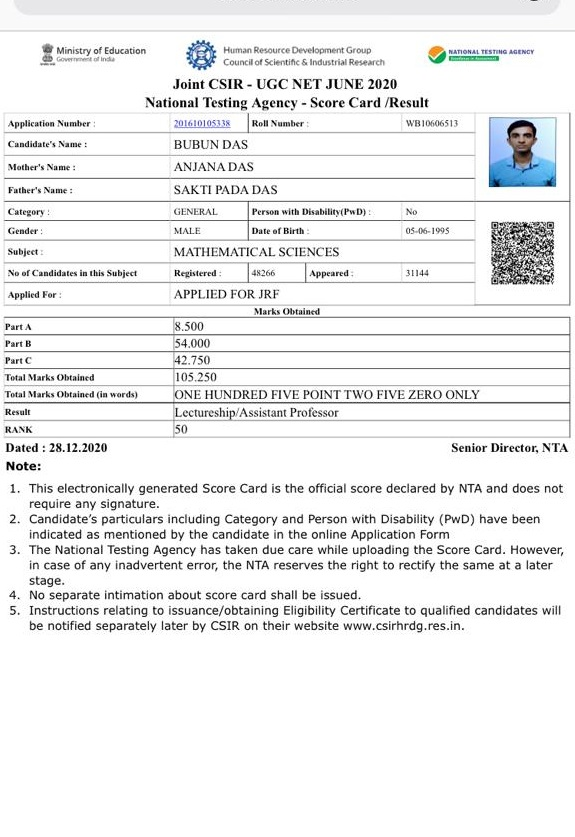 Ministry of Education
Government of India
Human Resource Development Group
Council of Scientific & Industrial Research
NATIONAL TESTING AGENCY
Excellence in Assessment
Joint CSIR - UGC NET JUNE 2020
National Testing Agency - Score Card /Result
Application Number : 201610105338 Roll Number : WB10606513
Candidate's Name : BUBUN DAS
Mother's Name : ANJANA DAS
Father's Name : SAKTI PADA DAS
Category : GENERAL Person with Disability(PwD) : No
Gender : MALE Date of Birth : 05-06-1995
Subject : MATHEMATICAL SCIENCES
No of Candidates in this Subject Registered : 48266 Appeared : 31144
Applied For : APPLIED FOR JRF
Marks Obtained
Part A 8.500
Part B 54.000
Part C 42.750
Total Marks Obtained 105.250
Total Marks Obtained (in words) ONE HUNDRED FIVE POINT TWO FIVE ZERO ONLY
Result Lectureship/Assistant Professor
RANK 50
Dated : 28.12.2020 Senior Director, NTA
Note:
1. This electronically generated Score Card is the official score declared by NTA and does not
require any signature.
2. Candidate's particulars including Category and Person with Disability (PwD) have been
indicated as mentioned by the candidate in the online Application Form
3. The National Testing Agency has taken due care while uploading the Score Card. However,
in case of any inadvertent error, the NTA reserves the right to rectify the same at a later
stage.
4. No separate intimation about score card shall be issued.
5. Instructions relating to issuance/obtaining Eligibility Certificate to qualified candidates will
be notified separately later by CSIR on their website www.csirhrdg.res.in.